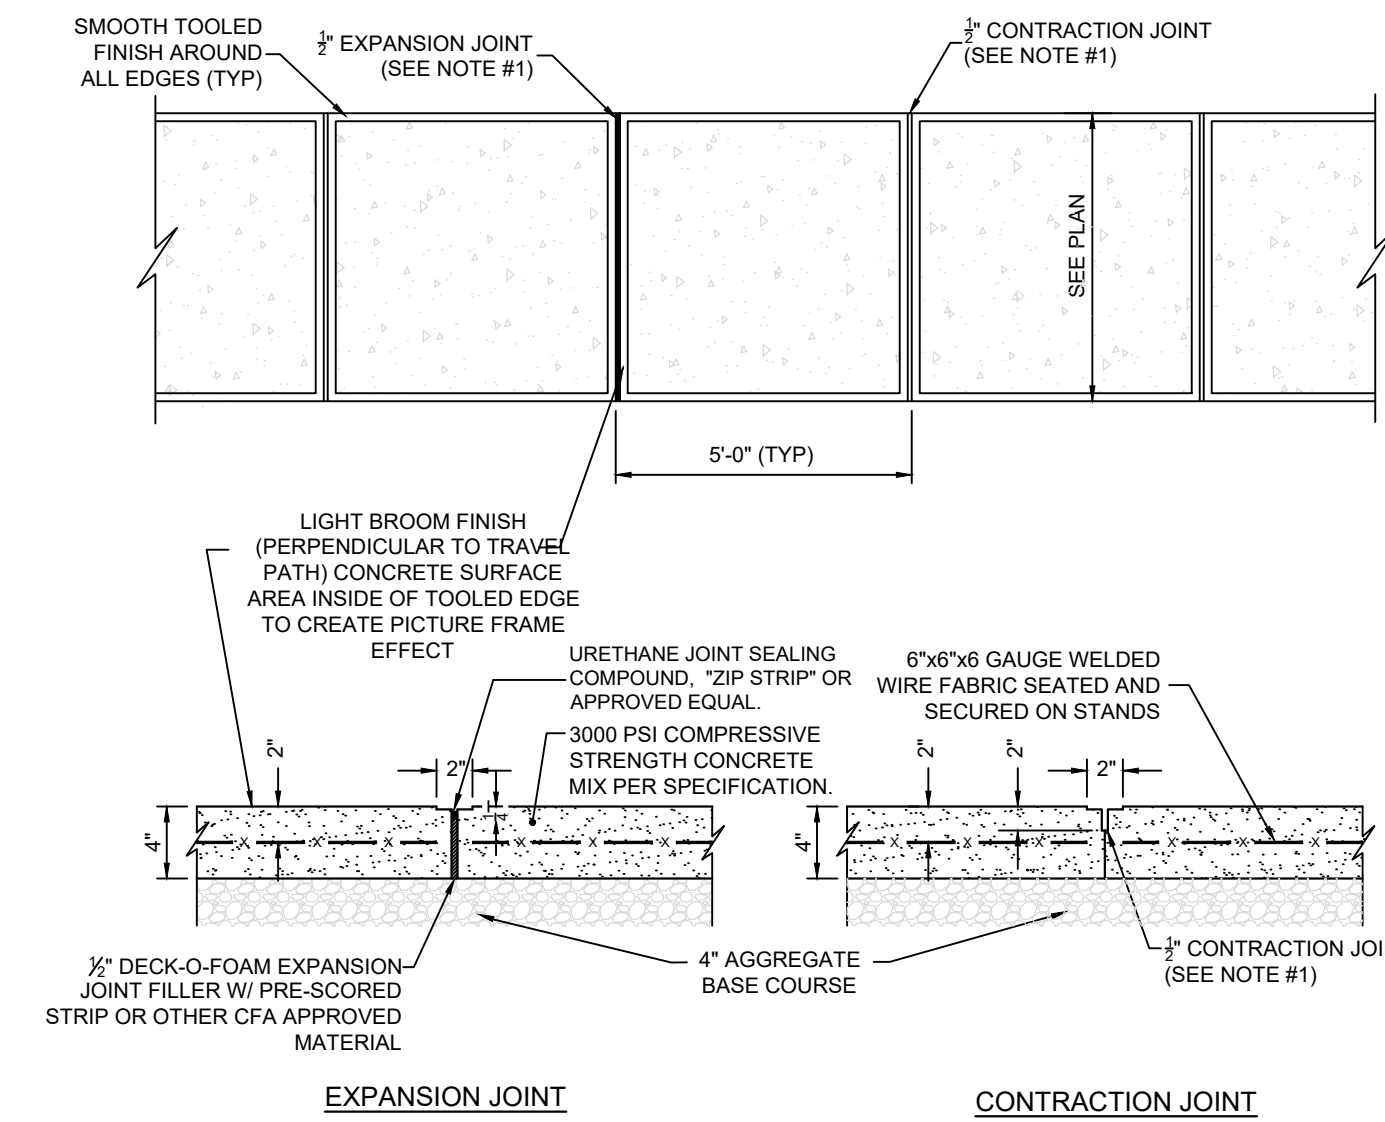 SMOOTH TOOLED
FINISH AROUND
ALL EDGES (TYP)
½" EXPANSION JOINT
(SEE NOTE #1)
½" CONTRACTION JOINT
(SEE NOTE #1)
SEE PLAN
5'-0" (TYP)
LIGHT BROOM FINISH
(PERPENDICULAR TO TRAVEL
PATH) CONCRETE SURFACE
AREA INSIDE OF TOOLED EDGE
TO CREATE PICTURE FRAME
EFFECT
URETHANE JOINT SEALING
COMPOUND, "ZIP STRIP" OR
APPROVED EQUAL.
3000 PSI COMPRESSIVE
STRENGTH CONCRETE
MIX PER SPECIFICATION.
6"x6"x6 GAUGE WELDED
WIRE FABRIC SEATED AND
SECURED ON STANDS
2"
2"
¼
4"
X X X X X X
2"
2"
2"
4"
X X X X X X
½" DECK-O-FOAM EXPANSION
JOINT FILLER W/ PRE-SCORED
STRIP OR OTHER CFA APPROVED
MATERIAL
4" AGGREGATE
BASE COURSE
½" CONTRACTION JOI
(SEE NOTE #1)
EXPANSION JOINT
CONTRACTION JOINT